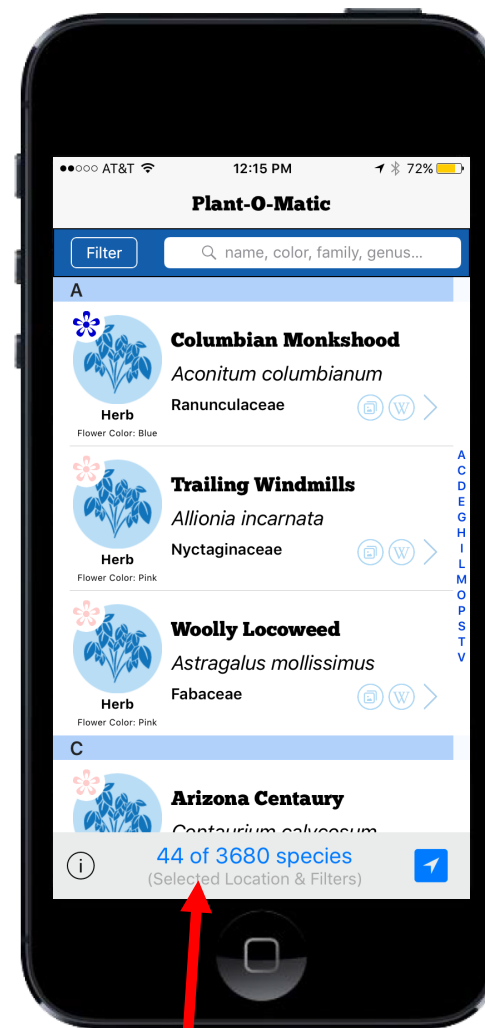 AT&T 12:15 PM 72%
Plant-O-Matic
Filter name, color, family, genus...
A
Columbian Monkshood
Aconitum columbianum
Herb Ranunculaceae W
Flower Color: Blue
Trailing Windmills
Allionia incarnata
Herb Nyctaginaceae W
Flower Color: Pink
Woolly Locoweed
Astragalus mollissimus
Herb Fabaceae W
Flower Color: Pink
A
C
D
E
G
H
I
L
M
O
P
S
T
V
C
Arizona Centaury
Centaurium calycosum
i 44 of 3680 species
(Selected Location & Filters)